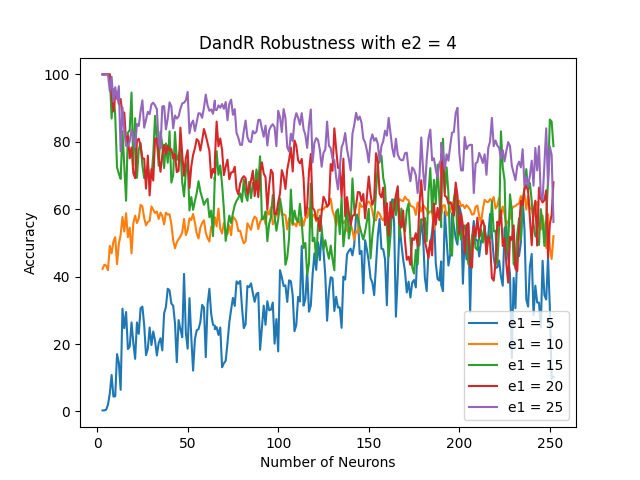 DandR Robustness with e2 = 4
Accuracy
100
80
60
40
20
0
e1 = 5
e1 = 10
e1 = 15
e1 = 20
e1 = 25
0 50 100 150 200 250
Number of Neurons